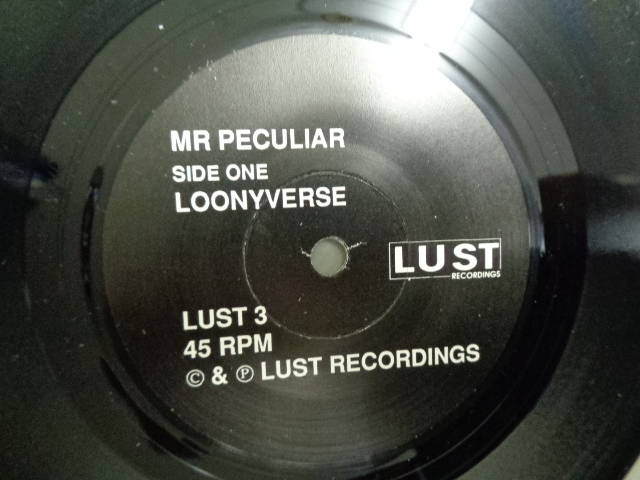 MR PECULIAR
SIDE ONE
LOONYVERSE
LUST
RECORDINGS
LUST 3
45 RPM
© & ℗ LUST RECORDINGS